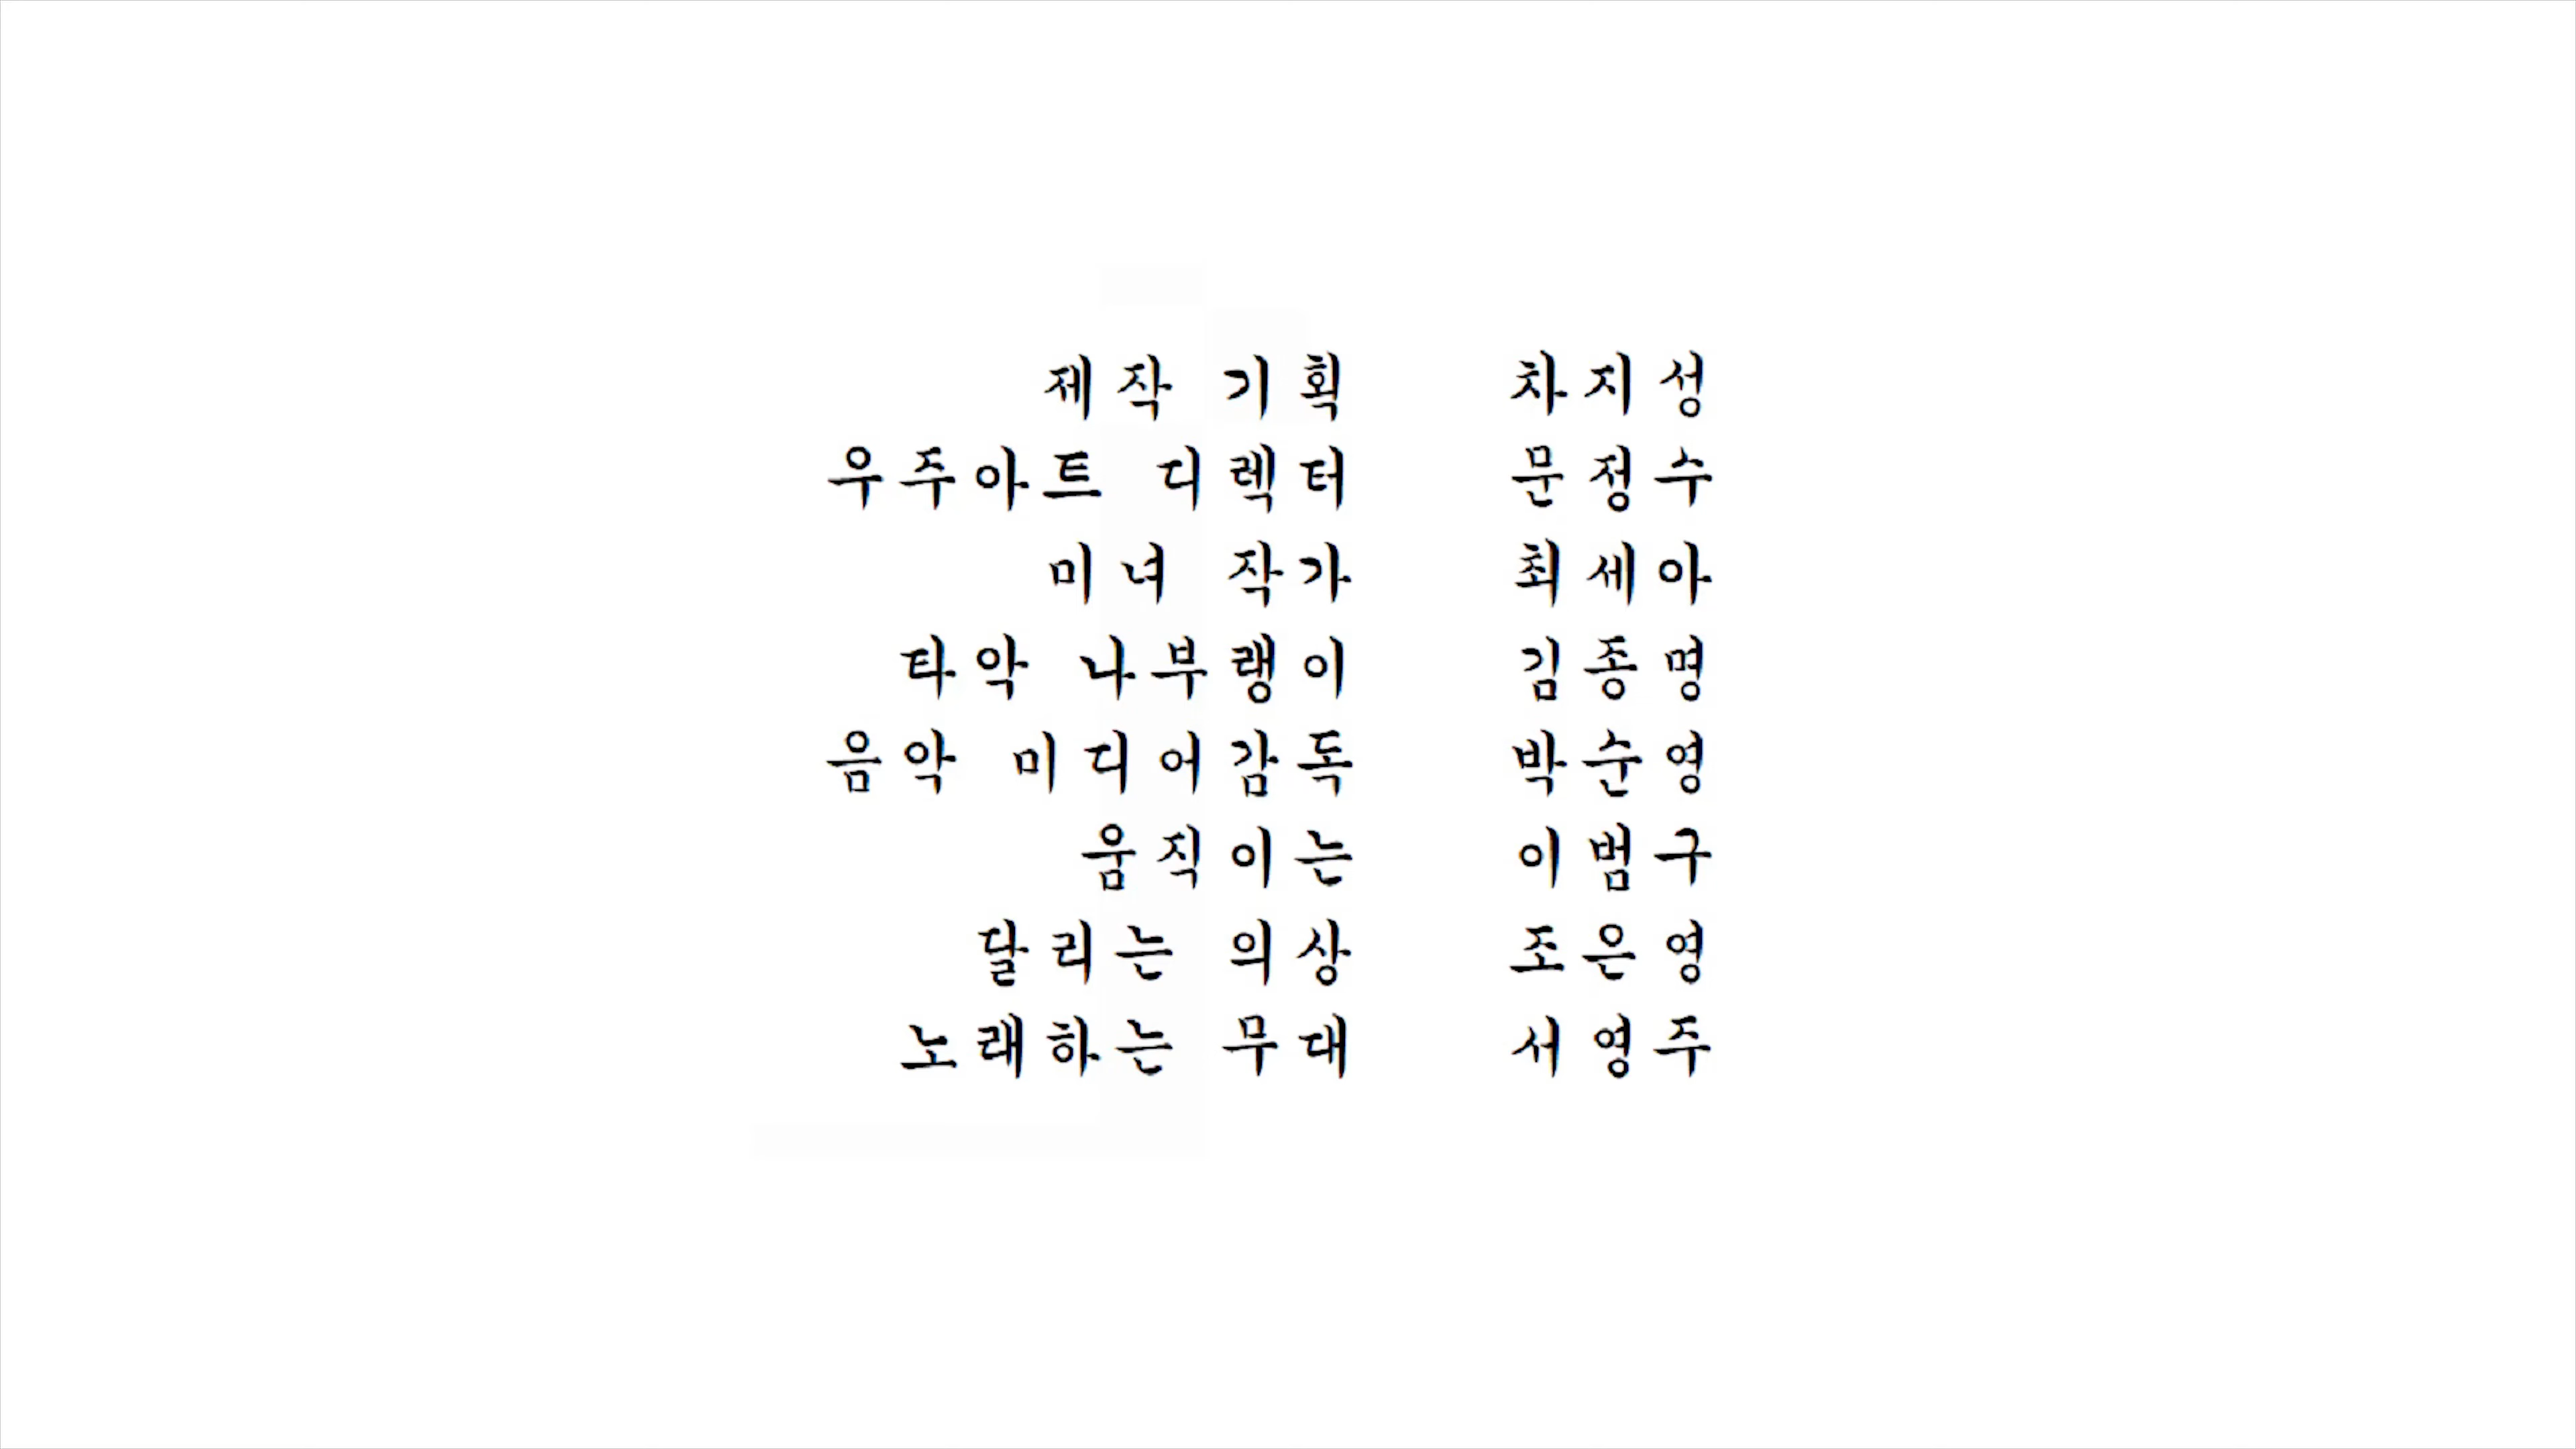 제작 기획 차지성
우주아트 디렉터 문정수
미녀 작가 최세아
타악 나부랭이 김종명
음악 미디어감독 박순영
움직이는 이범구
달리는 의상 조은영
노래하는 무대 서영주